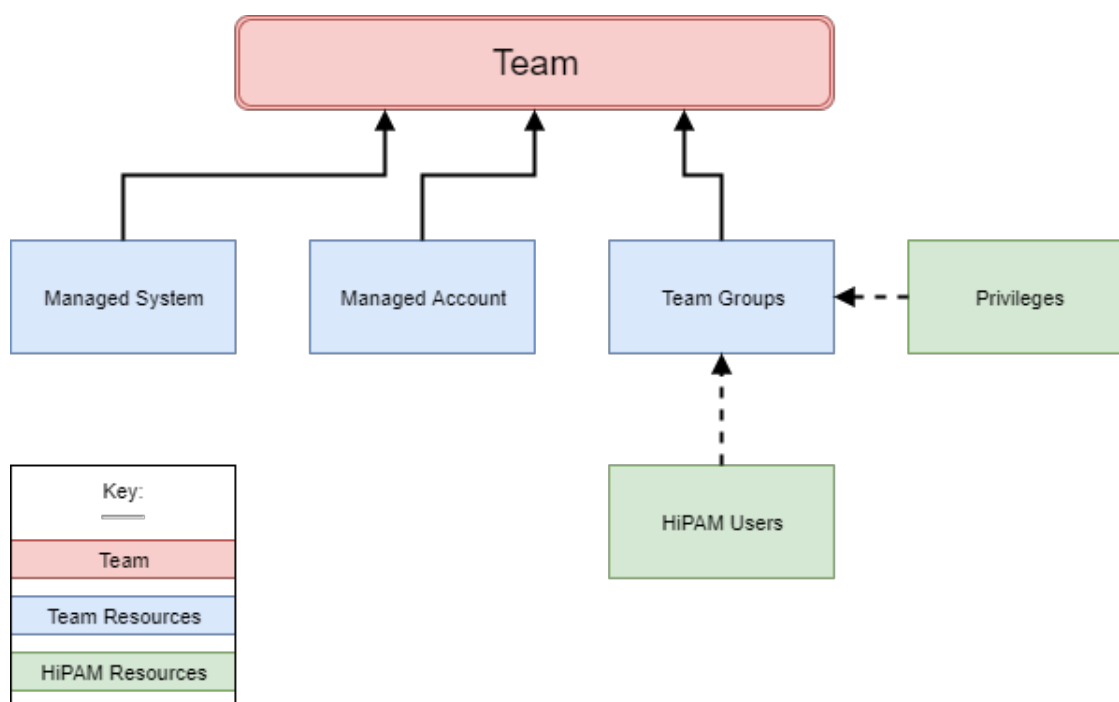 Team
Managed System
Managed Account
Team Groups
Privileges
HiPAM Users
Key:
Team
Team Resources
HiPAM Resources